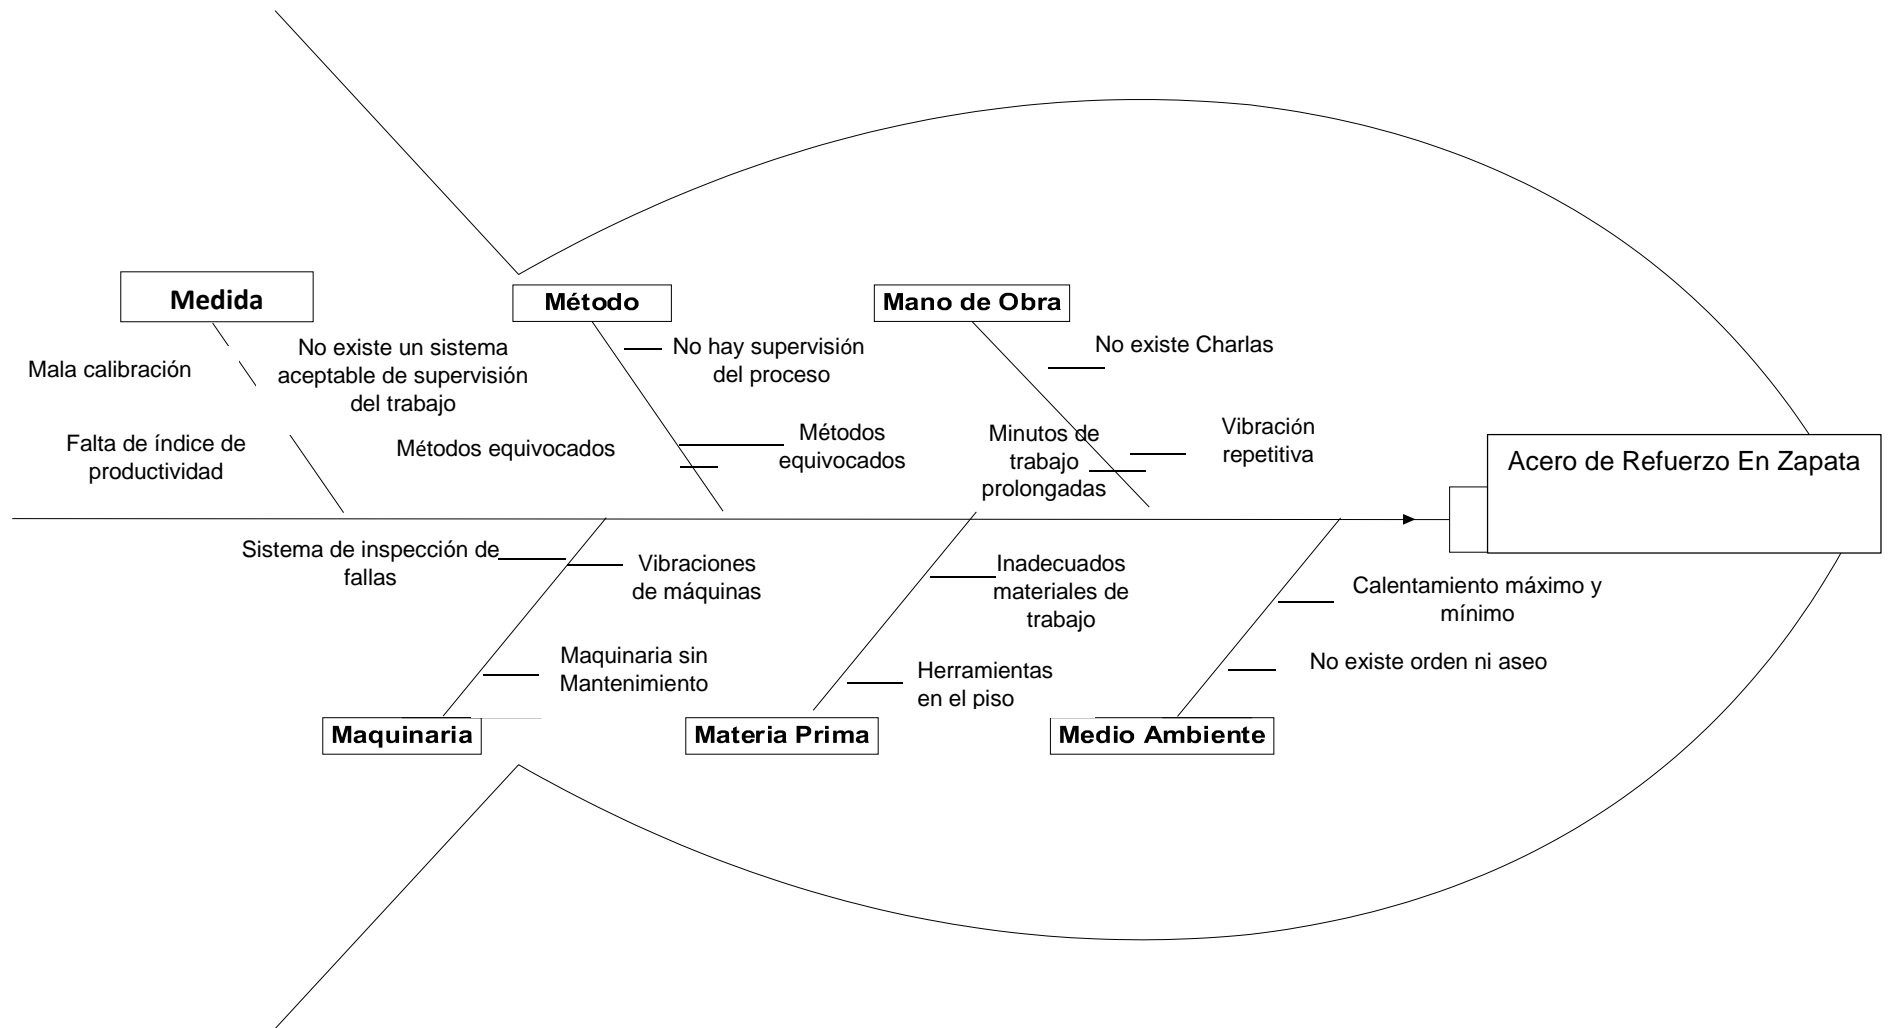 Medida
Método
Mano de Obra
Mala calibración
No existe un sistema
aceptable de supervisión
del trabajo
No hay supervisión
del proceso
No existe Charlas
Falta de índice de
productividad
Métodos equivocados
Métodos
equivocados
Minutos de
trabajo
prolongadas
Vibración
repetitiva
Acero de Refuerzo En Zapata
Sistema de inspección de
fallas
Vibraciones
de máquinas
Inadecuados
materiales de
trabajo
Calentamiento máximo y
mínimo
Maquinaria sin
Mantenimiento
Herramientas
en el piso
No existe orden ni aseo
Maquinaria
Materia Prima
Medio Ambiente